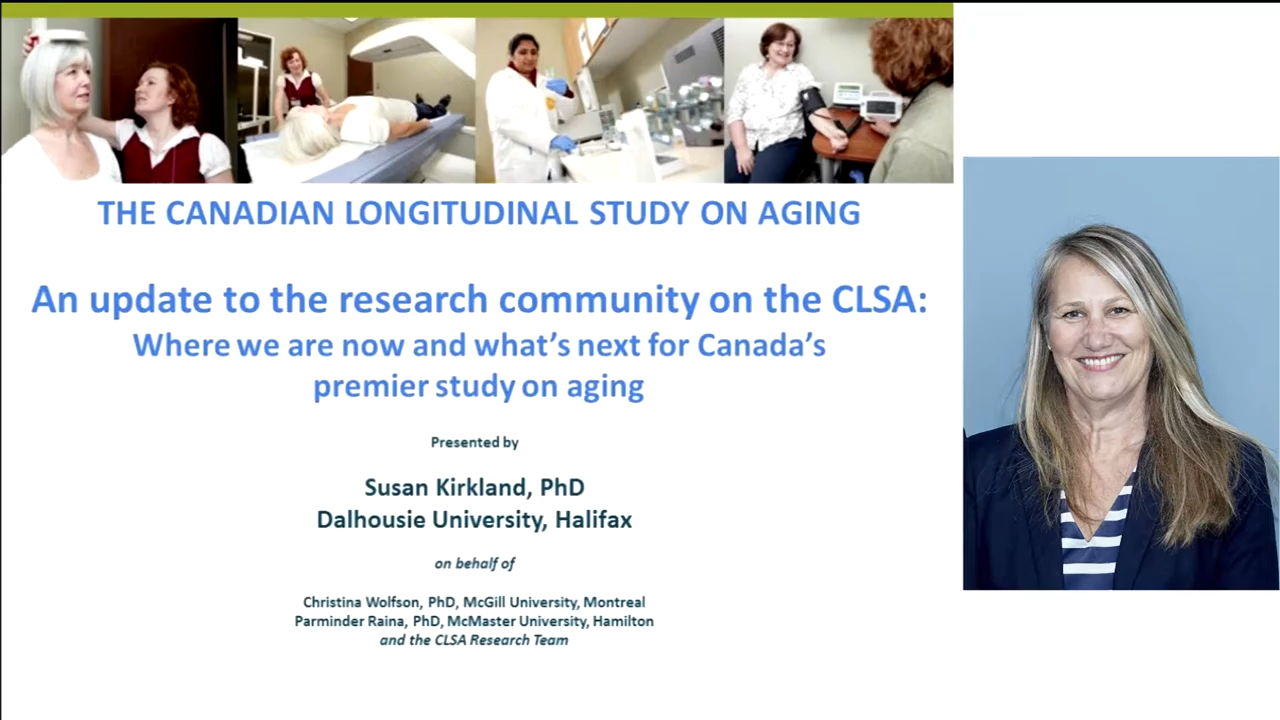 THE CANADIAN LONGITUDINAL STUDY ON AGING
An update to the research community on the CLSA:
Where we are now and what's next for Canada's
premier study on aging
Presented by
Susan Kirkland, PhD
Dalhousie University, Halifax
on behalf of
Christina Wolfson, PhD, McGill University, Montreal
Parminder Raina, PhD, McMaster University, Hamilton
and the CLSA Research Team